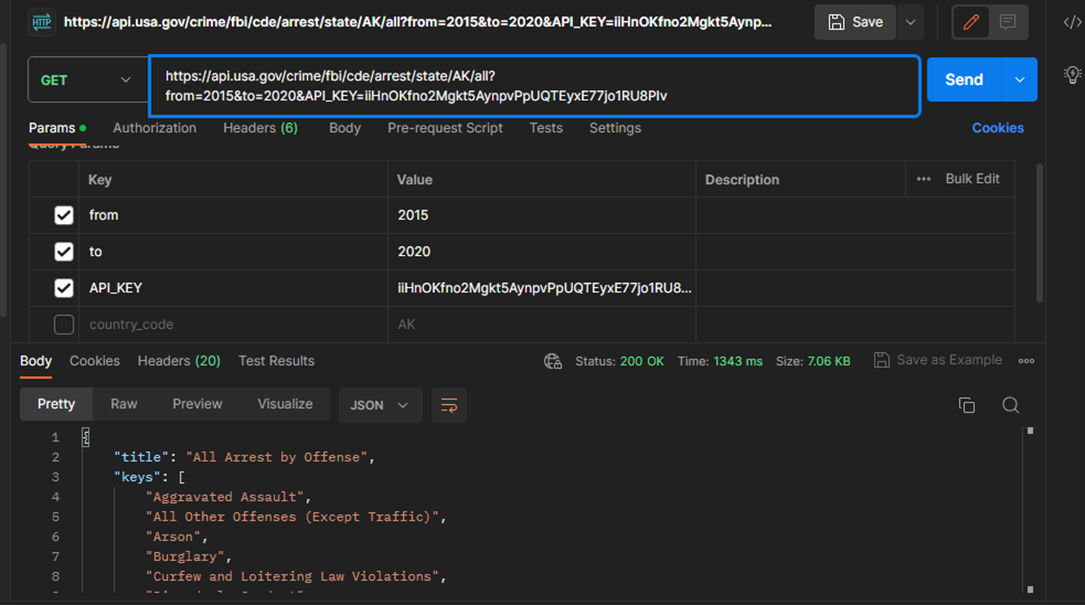 HTTP https://api.usa.gov/crime/fbi/cde/arrest/state/AK/all?from=2015&to=2020&API_KEY=iiHnOKfno2Mgkt5Aynp... Save
GET
https://api.usa.gov/crime/fbi/cde/arrest/state/AK/all?
from=2015&to=2020&API_KEY=iiHnOKfno2Mgkt5AynpvPpUQTEyxE77jo1RU8PIv
Send
Params Authorization Headers (6) Body Pre-request Script Tests Settings Cookies
Query Params
Key Value Description ... Bulk Edit
from 2015
to 2020
API_KEY iiHnOKfno2Mgkt5AynpvPpUQTEyxE77jo1RU8...
country_code AK
Body Cookies Headers (20) Test Results Status: 200 OK Time: 1343 ms Size: 7.06 KB Save as Example
Pretty Raw Preview Visualize JSON
1 {
2 "title": "All Arrest by Offense",
3 "keys": [
4 "Aggravated Assault",
5 "All Other Offenses (Except Traffic)",
6 "Arson",
7 "Burglary",
8 "Curfew and Loitering Law Violations",